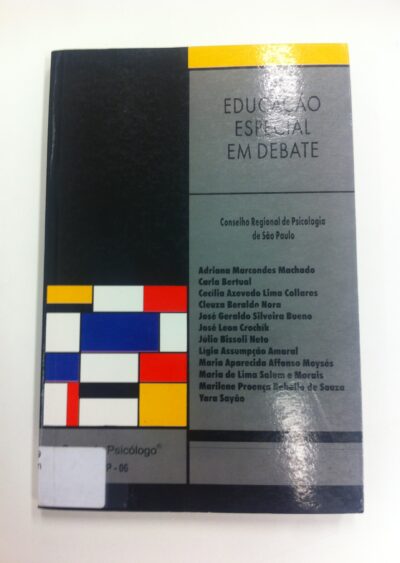 EDUCAÇÃO
ESPECIAL
EM DEBATE
Conselho Regional de Psicologia
de São Paulo
Adriana Marcondes Machado
Carla Bertuol
Cecília Azevedo Lima Collares
Cleuza Beraldo Nora
José Geraldo Silveira Bueno
José Leon Crochík
Júlio Bissoli Neto
Lígia Assumpção Amaral
Maria Aparecida Affonso Moysés
Maria de Lima Salum e Morais
Marilene Proença Rebello de Souza
Yara Sayão
Psicólogo®
P - 06